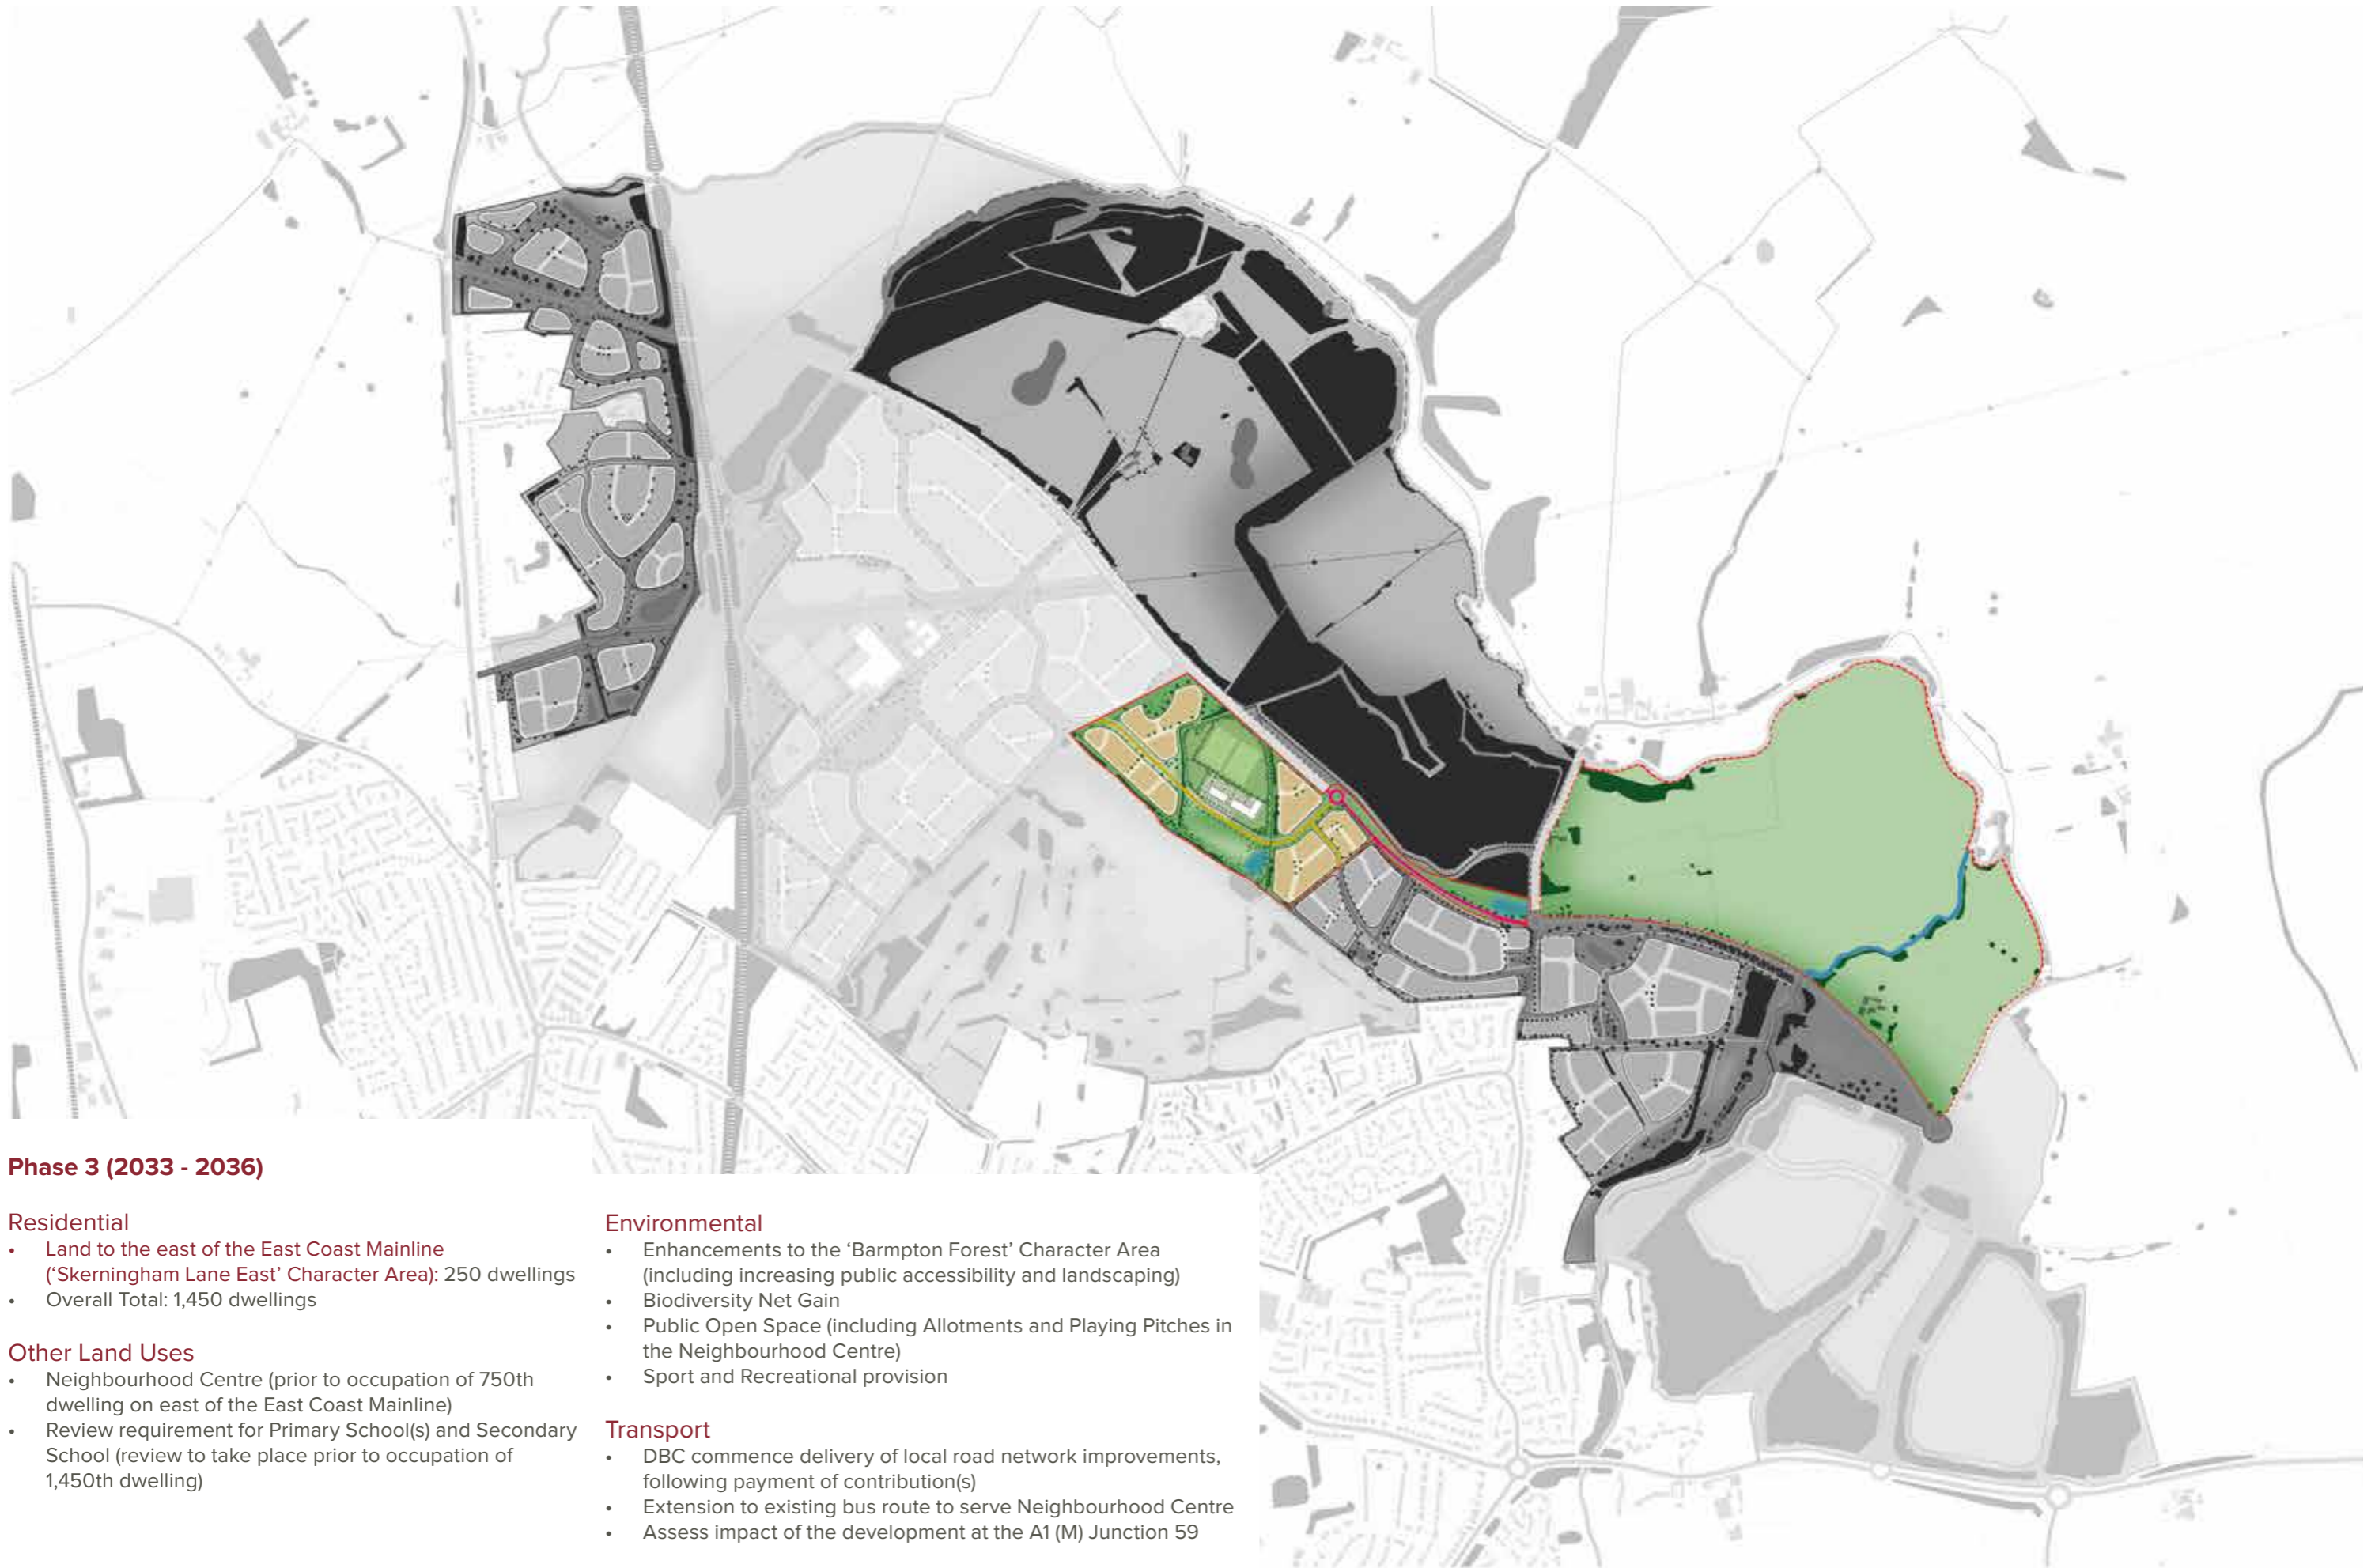 Phase 3 (2033 - 2036)
Residential
• Land to the east of the East Coast Mainline
(‘Skerningham Lane East’ Character Area): 250 dwellings
• Overall Total: 1,450 dwellings
Other Land Uses
• Neighbourhood Centre (prior to occupation of 750th
dwelling on east of the East Coast Mainline)
• Review requirement for Primary School(s) and Secondary
School (review to take place prior to occupation of
1,450th dwelling)
Environmental
• Enhancements to the ‘Barmpton Forest’ Character Area
(including increasing public accessibility and landscaping)
• Biodiversity Net Gain
• Public Open Space (including Allotments and Playing Pitches in
the Neighbourhood Centre)
• Sport and Recreational provision
Transport
• DBC commence delivery of local road network improvements,
following payment of contribution(s)
• Extension to existing bus route to serve Neighbourhood Centre
• Assess impact of the development at the A1 (M) Junction 59